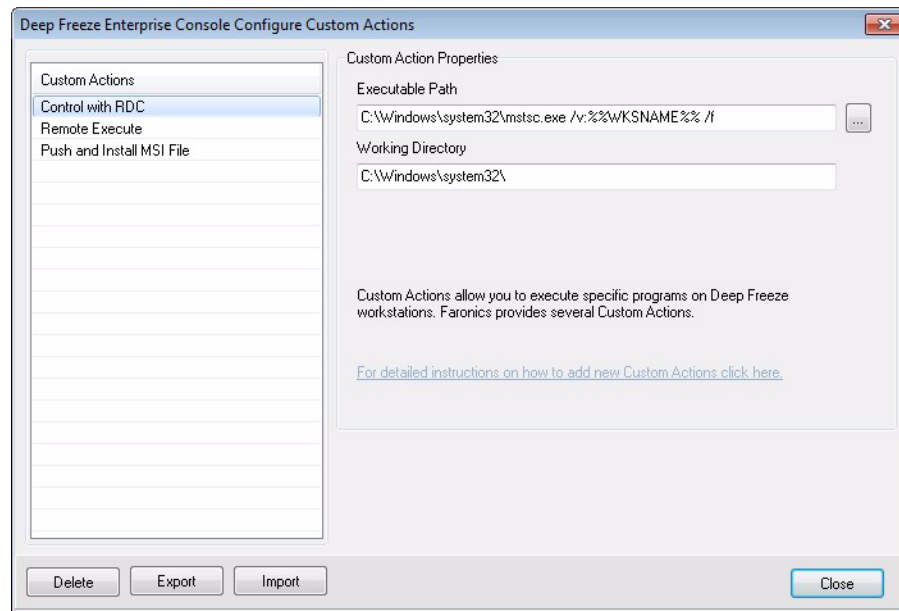 Deep Freeze Enterprise Console Configure Custom Actions
Custom Actions
Control with RDC
Remote Execute
Push and Install MSI File
Custom Action Properties
Executable Path
C:\Windows\system32\mstsc.exe /v:%%WKSNAME%% /f
...
Working Directory
C:\Windows\system32\
Custom Actions allow you to execute specific programs on Deep Freeze
workstations. Faronics provides several Custom Actions.
For detailed instructions on how to add new Custom Actions click here.
Delete
Export
Import
Close